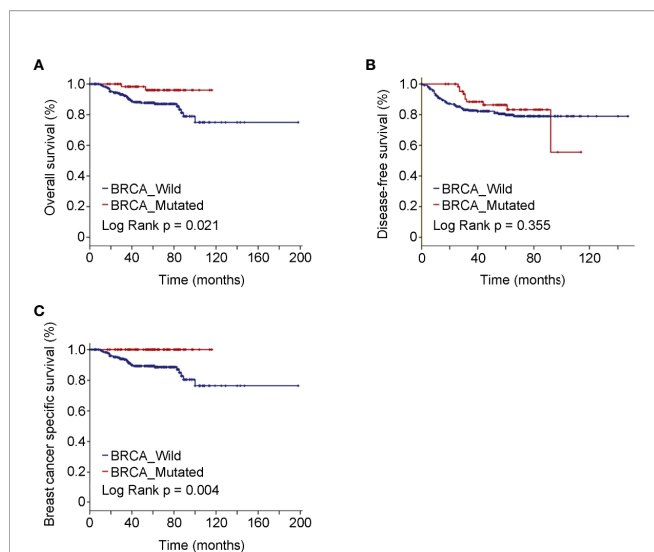 A
Overall survival (%)
1.0
0.8
0.6
0.4
0.2
0
BRCA_Wild
BRCA_Mutated
Log Rank p = 0.021
0 40 80 120 160 200
Time (months)
B
Disease-free survival (%)
1.0
0.8
0.6
0.4
0.2
0
BRCA_Wild
BRCA_Mutated
Log Rank p = 0.355
0 40 80 120
Time (months)
C
Breast cancer specific survival (%)
1.0
0.8
0.6
0.4
0.2
0
BRCA_Wild
BRCA_Mutated
Log Rank p = 0.004
0 40 80 120 160 200
Time (months)